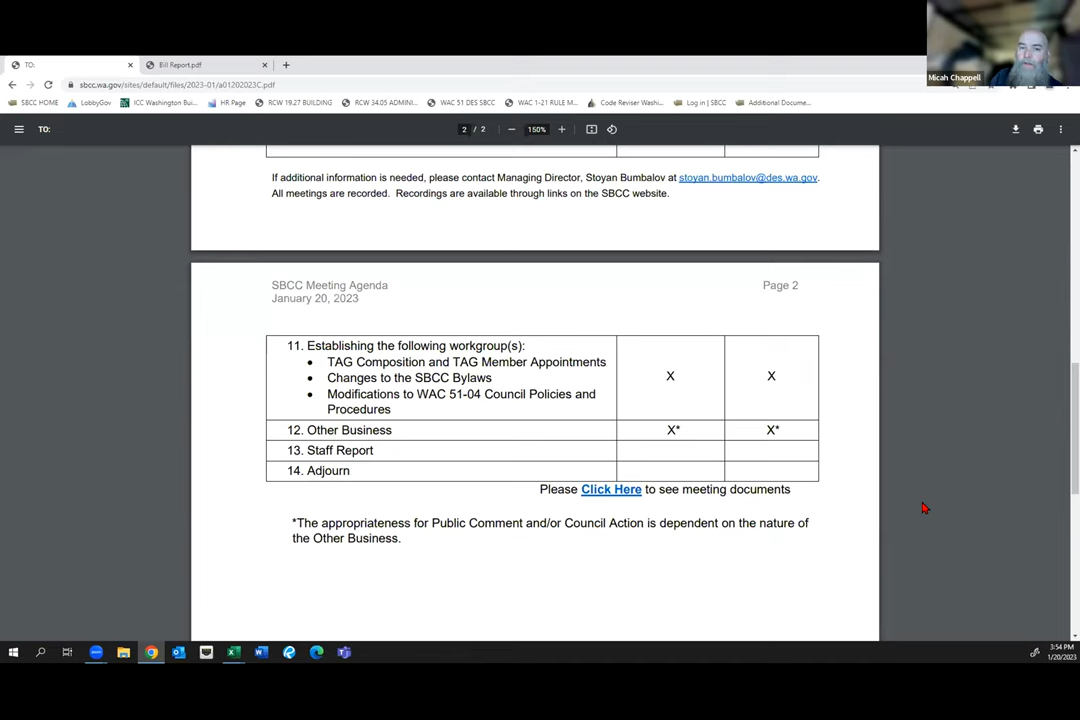 Micah Chappell
TO:
Bill Report.pdf
sbcc.wa.gov/sites/default/files/2023-01/a01202023C.pdf
SBCC HOME
LobbyGov
ICC Washington Bui...
HR Page
RCW 19.27 BUILDING
RCW 34.05 ADMINI...
WAC 51 DES SBCC
WAC 1-21 RULE M...
Code Reviser Washi...
Log in | SBCC
Additional Docume...
TO:
2 / 2
150%
If additional information is needed, please contact Managing Director, Stoyan Bumbalov at stoyan.bumbalov@des.wa.gov.
All meetings are recorded. Recordings are available through links on the SBCC website.
SBCC Meeting Agenda Page 2
January 20, 2023
11. Establishing the following workgroup(s):
• TAG Composition and TAG Member Appointments
• Changes to the SBCC Bylaws
X X
• Modifications to WAC 51-04 Council Policies and
Procedures
12. Other Business X* X*
13. Staff Report
14. Adjourn
Please Click Here to see meeting documents
*The appropriateness for Public Comment and/or Council Action is dependent on the nature of
the Other Business.
3:54 PM
1/20/2023